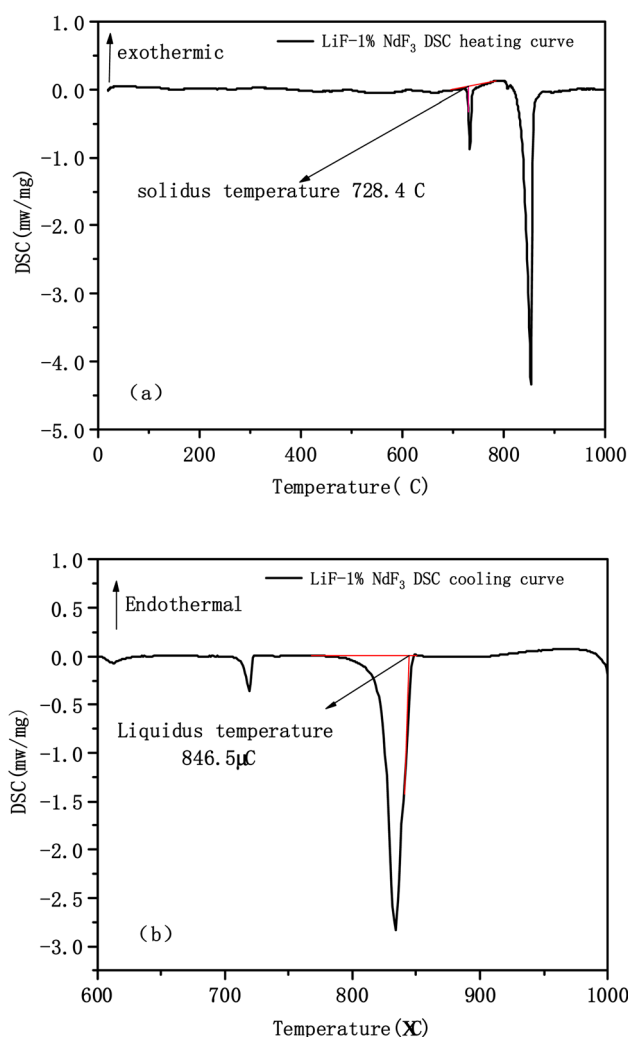 1.0
exothermic
LiF-1% NdF₃ DSC heating curve
0.0
-1.0
solidus temperature 728.4 C
-2.0
DSC(mw/mg)
-3.0
-4.0
(a)
-5.0
0 200 400 600 800 1000
Temperature( C)
1.0
LiF-1% NdF₃ DSC cooling curve
0.5
Endothermal
0.0
-0.5
Liquidus temperature
846.5μC
-1.0
DSC(mw/mg)
-1.5
-2.0
-2.5
(b)
-3.0
600 700 800 900 1000
Temperature(XC)